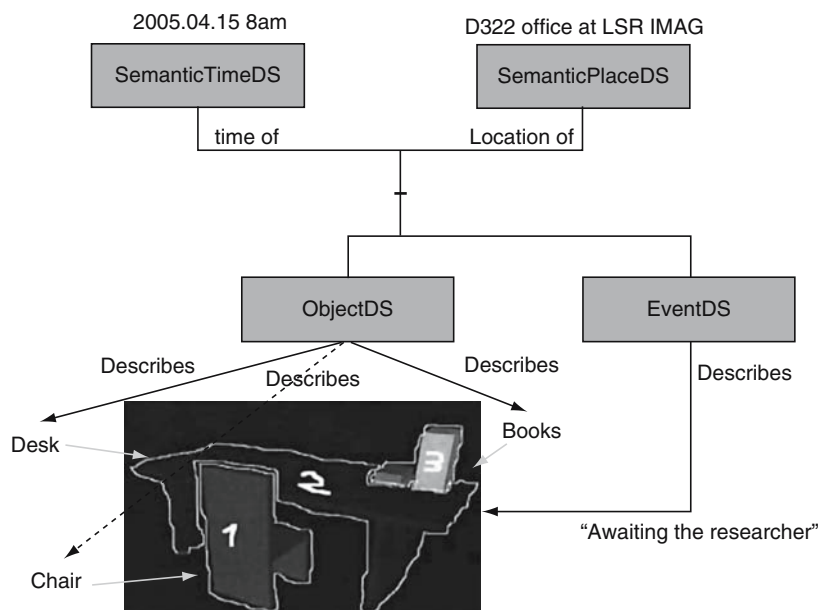 2005.04.15 8am
D322 office at LSR IMAG
SemanticTimeDS
SemanticPlaceDS
time of
Location of
ObjectDS
EventDS
Describes
Describes
Describes
Describes
Desk
Books
3
2
1
“Awaiting the researcher”
Chair